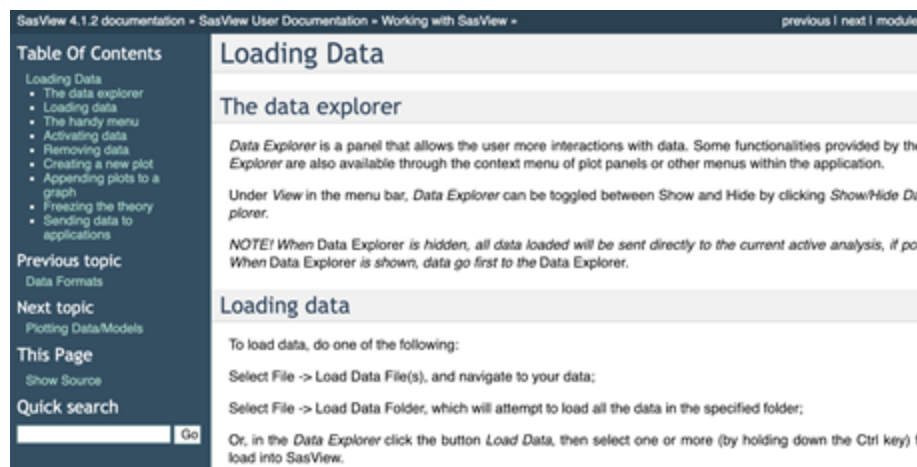 SasView 4.1.2 documentation » SasView User Documentation » Working with SasView »
previous | next | module
Table Of Contents
Loading Data
The data explorer
Loading data
The handy menu
Activating data
Removing data
Creating a new plot
Appending plots to a
graph
Freezing the theory
Sending data to
applications
Previous topic
Data Formats
Next topic
Plotting Data/Models
This Page
Show Source
Quick search
Go
Loading Data
The data explorer
Data Explorer is a panel that allows the user more interactions with data. Some functionalities provided by the
Explorer are also available through the context menu of plot panels or other menus within the application.
Under View in the menu bar, Data Explorer can be toggled between Show and Hide by clicking Show/Hide Da
plorer.
NOTE! When Data Explorer is hidden, all data loaded will be sent directly to the current active analysis, if po
When Data Explorer is shown, data go first to the Data Explorer.
Loading data
To load data, do one of the following:
Select File -> Load Data File(s), and navigate to your data;
Select File -> Load Data Folder, which will attempt to load all the data in the specified folder;
Or, in the Data Explorer click the button Load Data, then select one or more (by holding down the Ctrl key)
load into SasView.